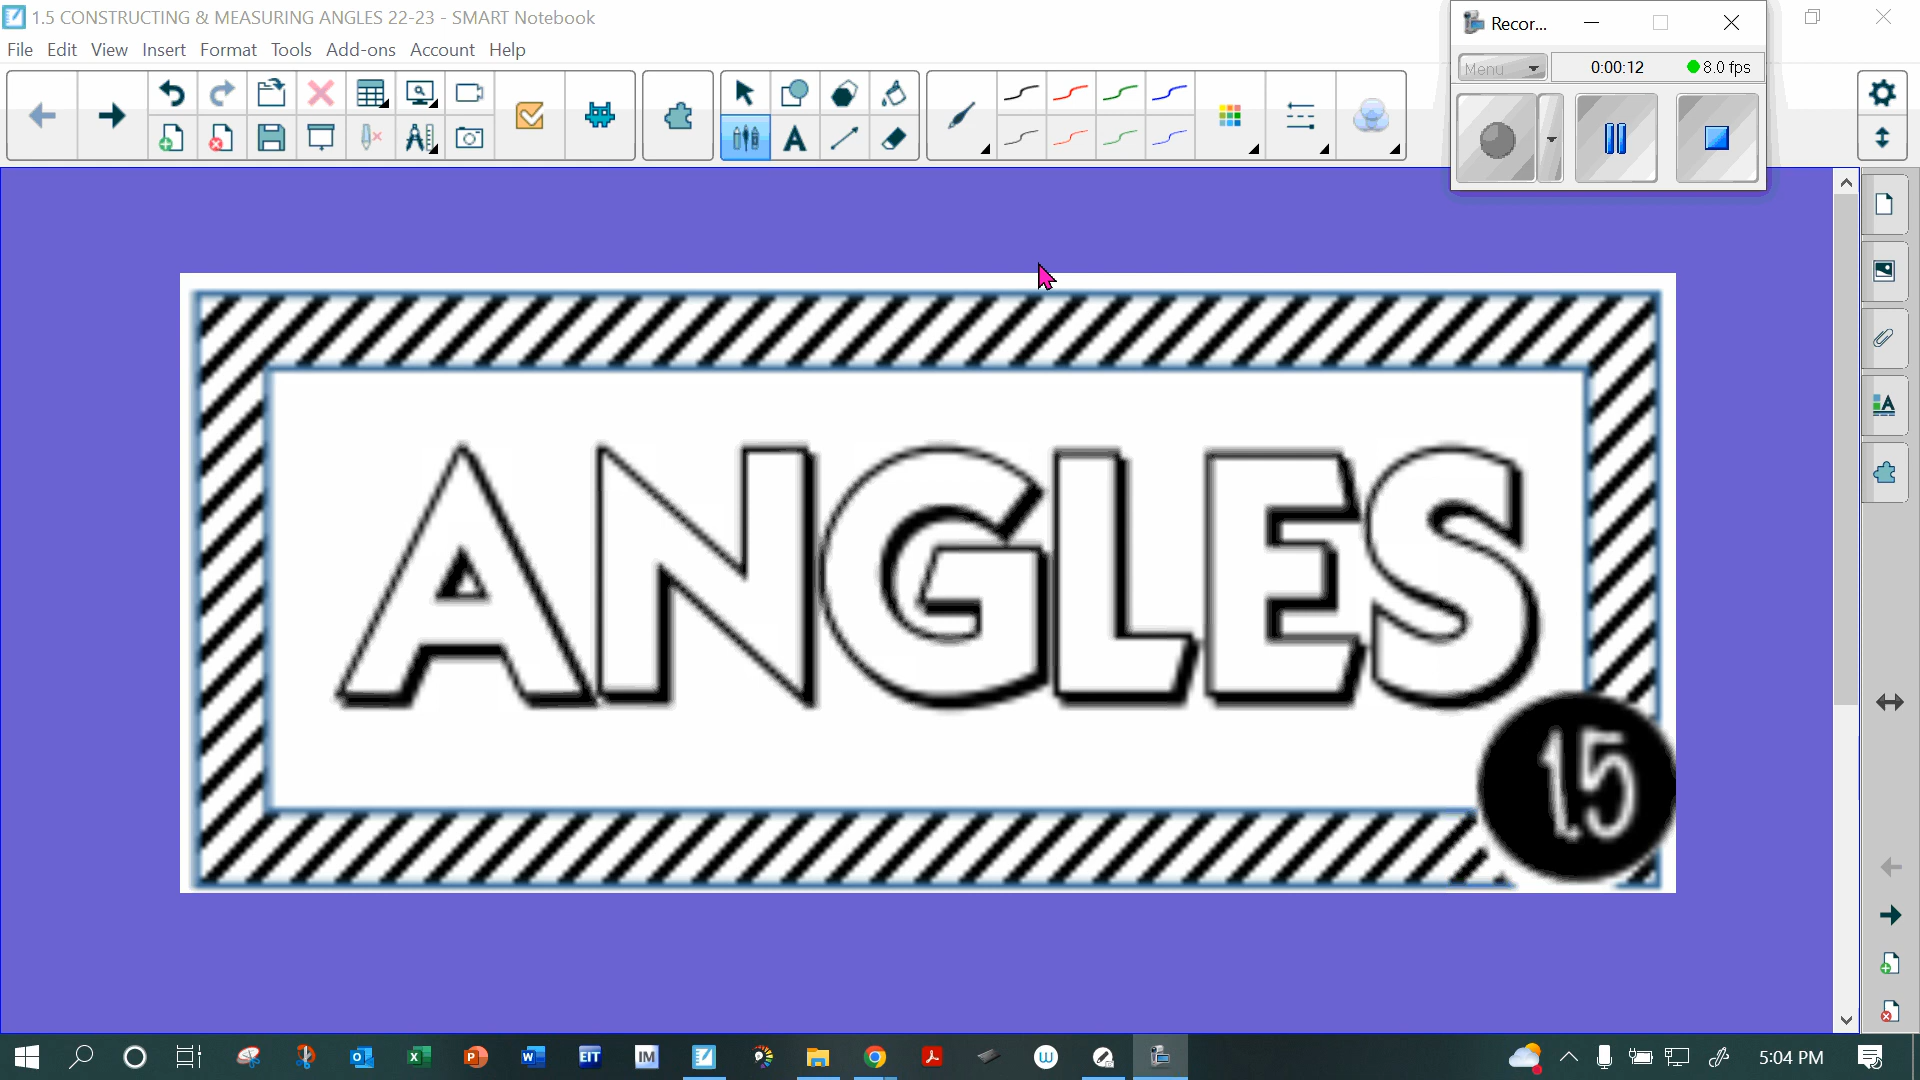 1.5 CONSTRUCTING & MEASURING ANGLES 22-23 - SMART Notebook
File Edit View Insert Format Tools Add-ons Account Help
Recor...
Menu 0:00:12 8.0 fps
ANGLES
1.5
5:04 PM